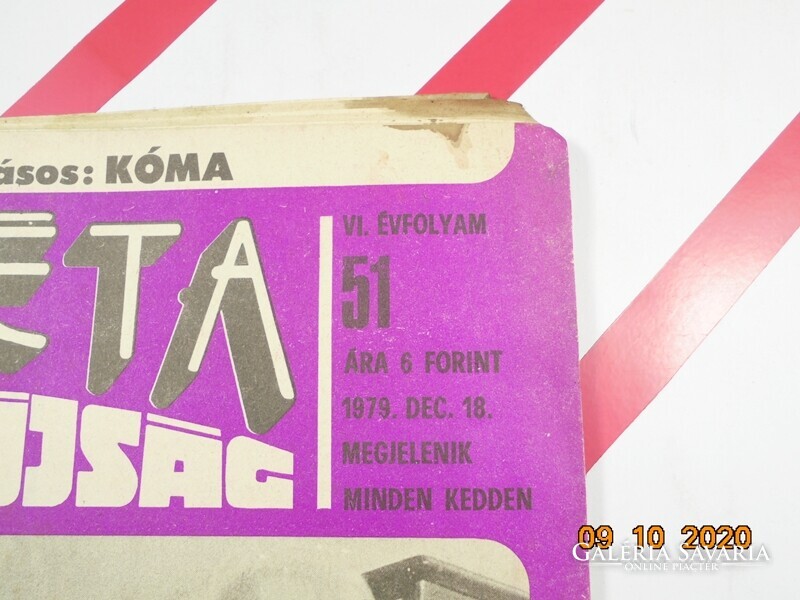 ásos: KÓMA
ÉTA
ÚJSÁG
VI. ÉVFOLYAM
51
ÁRA 6 FORINT
1979. DEC. 18.
MEGJELENIK
MINDEN KEDDEN
09 10 2020
GALÉRIA SAVARIA
ONLINE PIACTÉR